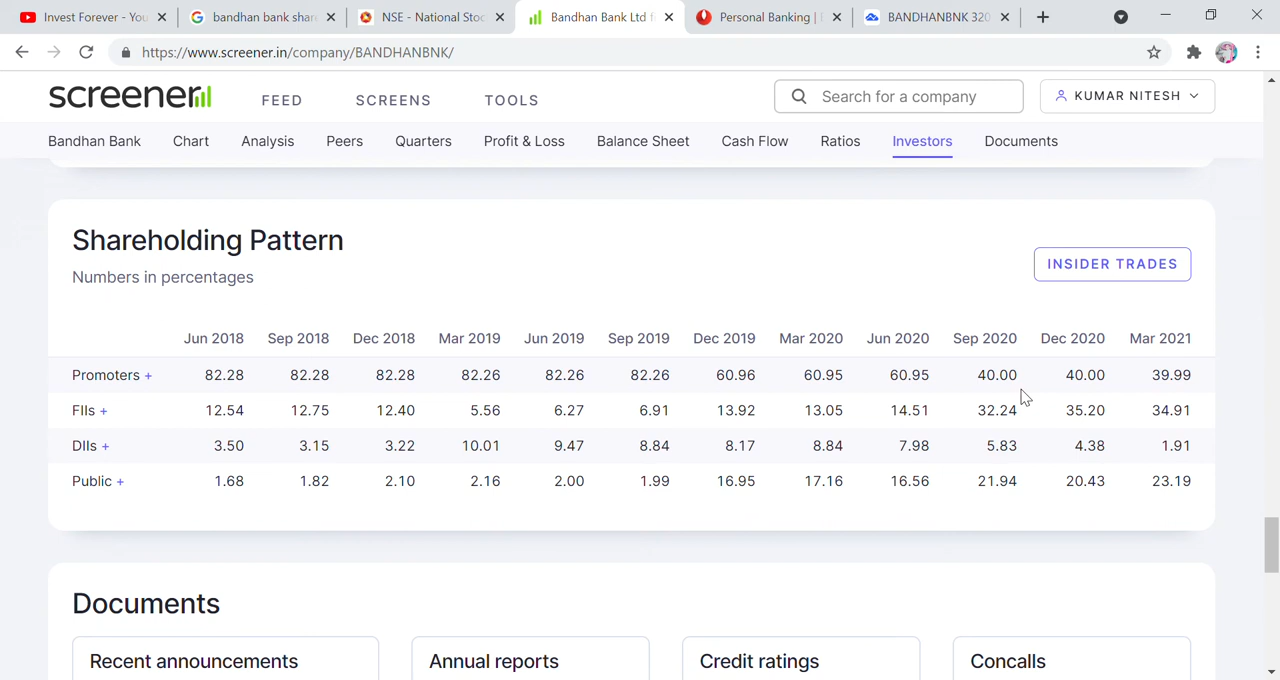 Invest Forever - You
bandhan bank share
NSE - National Stoc
Bandhan Bank Ltd f
Personal Banking |
BANDHANBNK 320
https://www.screener.in/company/BANDHANBNK/
screener
FEED SCREENS TOOLS
Search for a company
KUMAR NITESH
Bandhan Bank Chart Analysis Peers Quarters Profit & Loss Balance Sheet Cash Flow Ratios Investors Documents
Shareholding Pattern
Numbers in percentages
INSIDER TRADES
Jun 2018 Sep 2018 Dec 2018 Mar 2019 Jun 2019 Sep 2019 Dec 2019 Mar 2020 Jun 2020 Sep 2020 Dec 2020 Mar 2021
Promoters + 82.28 82.28 82.28 82.26 82.26 82.26 60.96 60.95 60.95 40.00 40.00 39.99
FIIs + 12.54 12.75 12.40 5.56 6.27 6.91 13.92 13.05 14.51 32.24 35.20 34.91
DIIs + 3.50 3.15 3.22 10.01 9.47 8.84 8.17 8.84 7.98 5.83 4.38 1.91
Public + 1.68 1.82 2.10 2.16 2.00 1.99 16.95 17.16 16.56 21.94 20.43 23.19
Documents
Recent announcements Annual reports Credit ratings Concalls